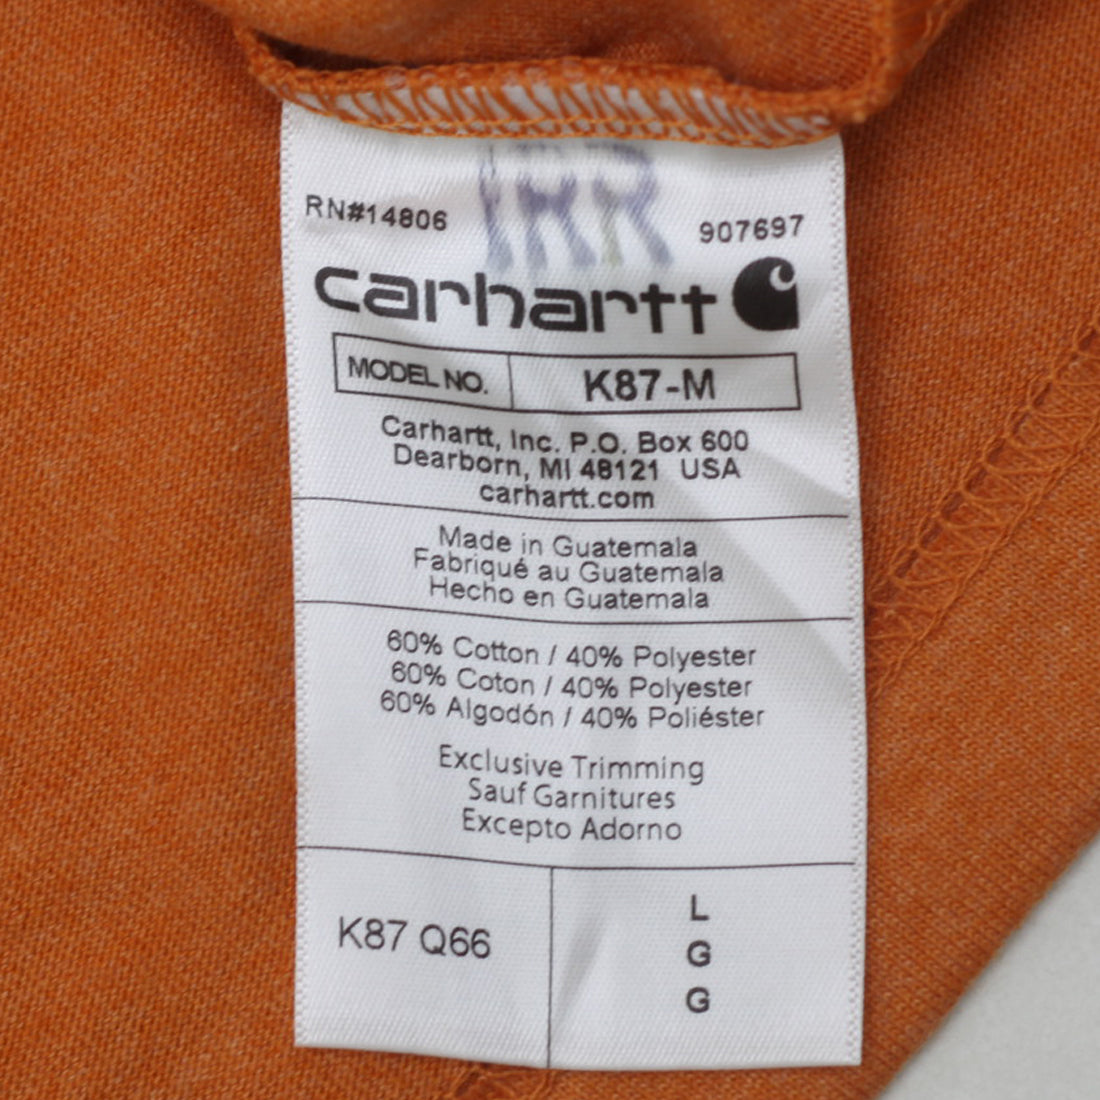 IRR
RN#14806
907697
carhartt
MODEL NO. K87-M
Carhartt, Inc. P.O. Box 600
Dearborn, MI 48121 USA
carhartt.com
Made in Guatemala
Fabriqué au Guatemala
Hecho en Guatemala
60% Cotton / 40% Polyester
60% Coton / 40% Polyester
60% Algodón / 40% Poliéster
Exclusive Trimming
Sauf Garnitures
Excepto Adorno
K87 Q66
L
G
G